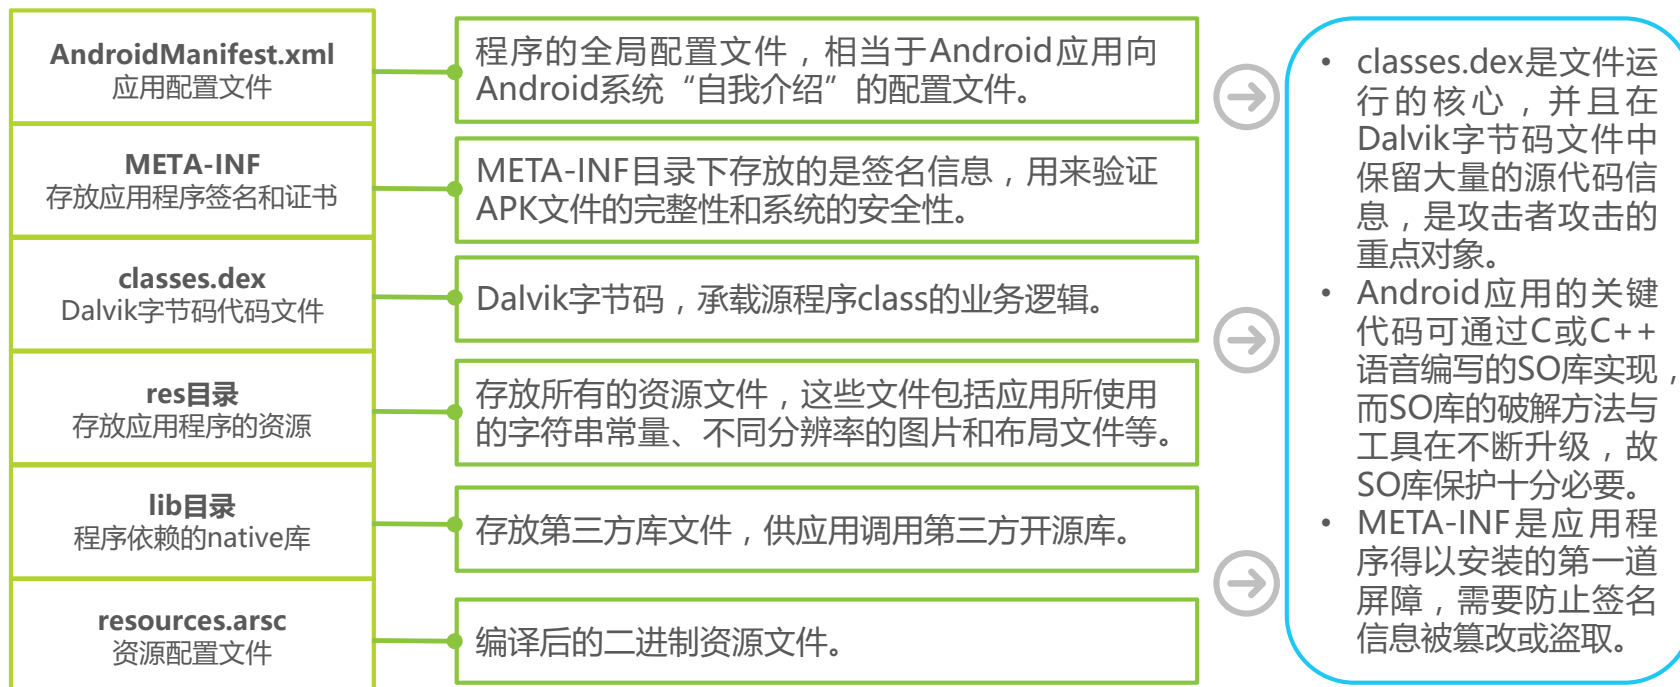 AndroidManifest.xml
应用配置文件
程序的全局配置文件，相当于Android应用向
Android系统“自我介绍”的配置文件。
META-INF
存放应用程序签名和证书
META-INF目录下存放的是签名信息，用来验证
APK文件的完整性和系统的安全性。
classes.dex
Dalvik字节码代码文件
Dalvik字节码，承载源程序class的业务逻辑。
res目录
存放应用程序的资源
存放所有的资源文件，这些文件包括应用所使用
的字符串常量、不同分辨率的图片和布局文件等。
lib目录
程序依赖的native库
存放第三方库文件，供应用调用第三方开源库。
resources.arsc
资源配置文件
编译后的二进制资源文件。
• classes.dex是文件运
行的核心，并且在
Dalvik字节码文件中
保留大量的源代码信
息，是攻击者攻击的
重点对象。
• Android应用的关键
代码可通过C或C++
语音编写的SO库实现，
而SO库的破解方法与
工具在不断升级，故
SO库保护十分必要。
• META-INF是应用程
序得以安装的第一道
屏障，需要防止签名
信息被篡改或盗取。